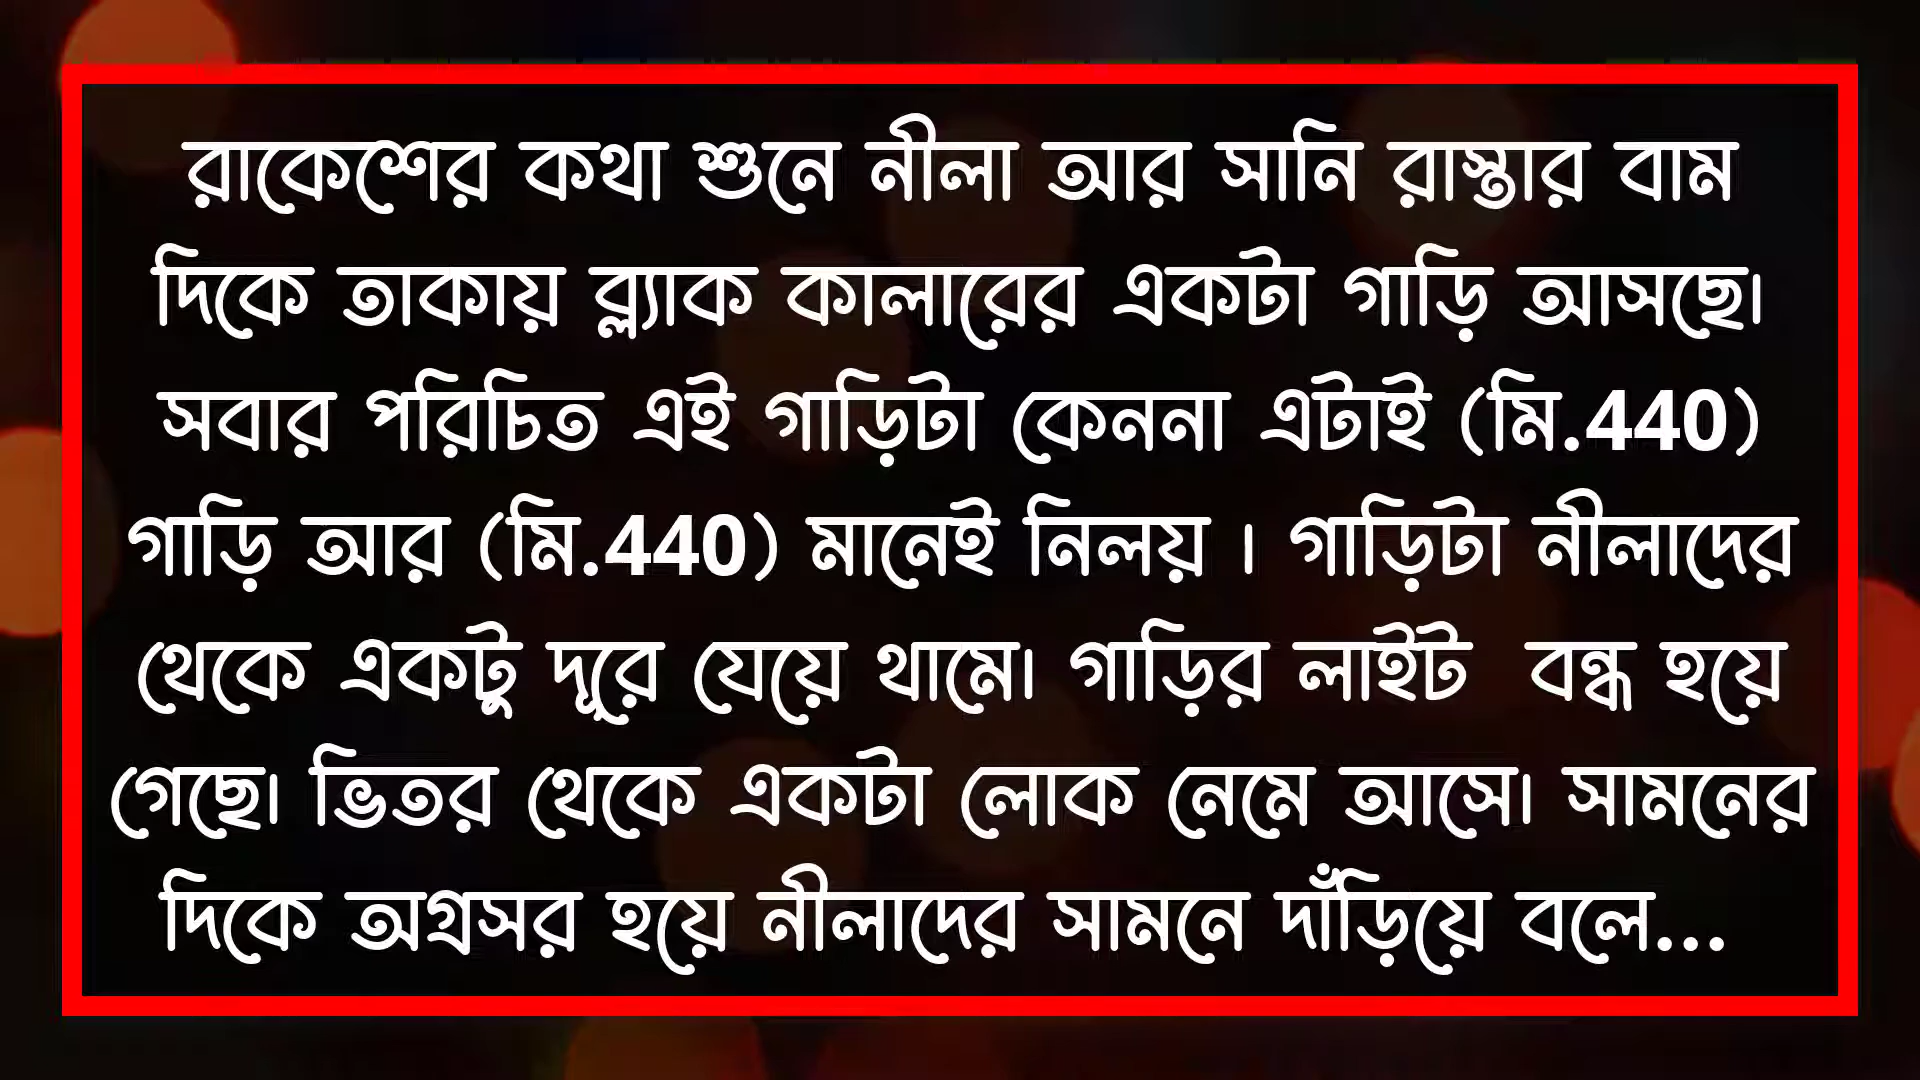 রাকেশের কথা শুনে নীলা আর সানি রাস্তার বাম
দিকে তাকায় ব্ল্যাক কালারের একটা গাড়ি আসছে।
সবার পরিচিত এই গাড়িটা কেননা এটাই (মি.440)
গাড়ি আর (মি.440) মানেই নিলয় । গাড়িটা নীলাদের
থেকে একটু দূরে যেয়ে থামে। গাড়ির লাইট  বন্ধ হয়ে
গেছে। ভিতর থেকে একটা লোক নেমে আসে। সামনের
দিকে অগ্রসর হয়ে নীলাদের সামনে দাঁড়িয়ে বলে...